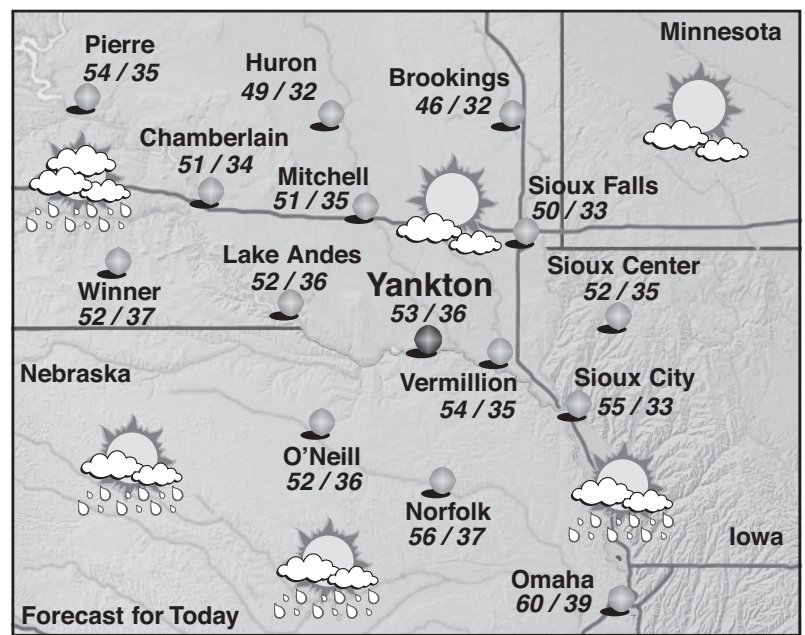 Minnesota
Pierre
54 / 35
Huron
49 / 32
Brookings
46 / 32
Chamberlain
51 / 34
Mitchell
51 / 35
Sioux Falls
50 / 33
Lake Andes
52 / 36
Winner
52 / 37
Yankton
53 / 36
Sioux Center
52 / 35
Nebraska
Vermillion
54 / 35
Sioux City
55 / 33
O'Neill
52 / 36
Norfolk
56 / 37
Iowa
Omaha
60 / 39
Forecast for Today